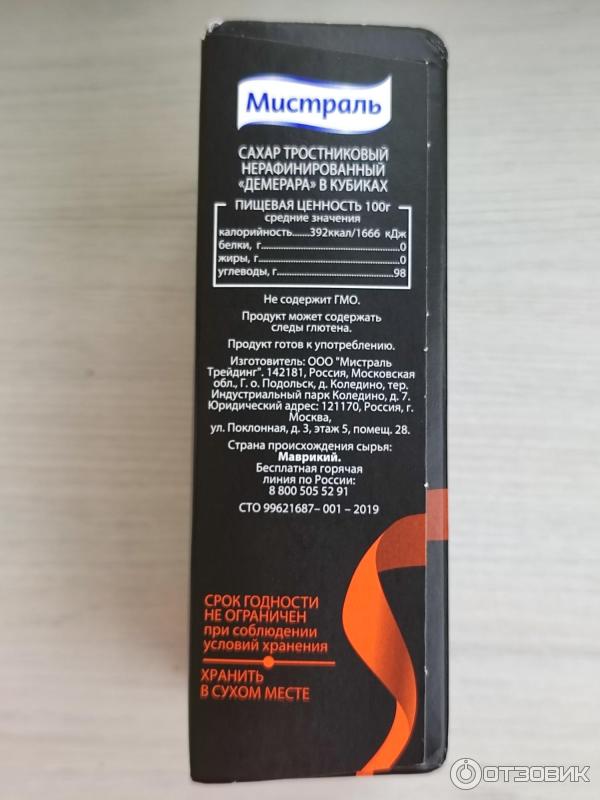 Мистраль
САХАР ТРОСТНИКОВЫЙ
НЕРАФИНИРОВАННЫЙ
«ДЕМЕРАРА» В КУБИКАХ
ПИЩЕВАЯ ЦЕННОСТЬ 100г
средние значения
калорийность......392ккал/1666 кДж
белки, г.................................0
жиры, г..................................0
углеводы, г............................98
Не содержит ГМО.
Продукт может содержать
следы глютена.
Продукт готов к употреблению.
Изготовитель: ООО "Мистраль
Трейдинг". 142181, Россия, Московская
обл., Г. о. Подольск, д. Коледино, тер.
Индустриальный парк Коледино, д. 7.
Юридический адрес: 121170, Россия, г.
Москва,
ул. Поклонная, д. 3, этаж 5, помещ. 28.
Страна происхождения сырья:
Маврикий.
Бесплатная горячая
линия по России:
8 800 505 52 91
СТО 99621687– 001 – 2019
СРОК ГОДНОСТИ
НЕ ОГРАНИЧЕН
при соблюдении
условий хранения
ХРАНИТЬ
В СУХОМ МЕСТЕ
ОТЗОВИК